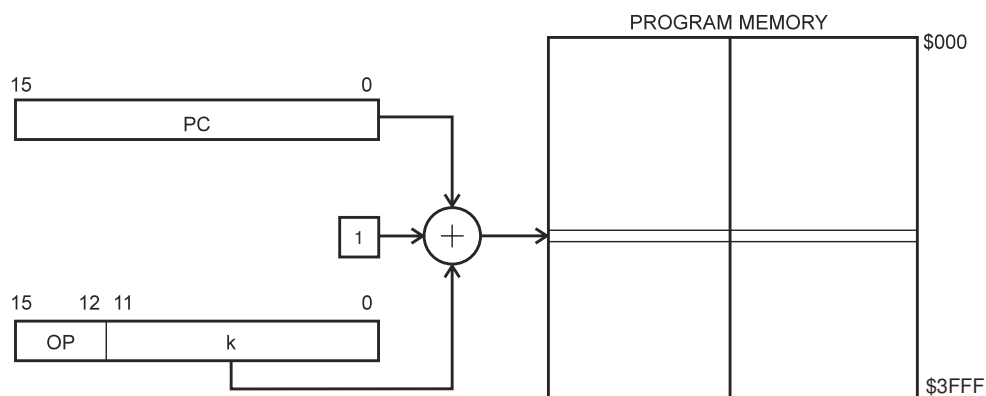 PROGRAM MEMORY
$000
15 0
PC
1
+
15 12 11 0
OP k
$3FFF